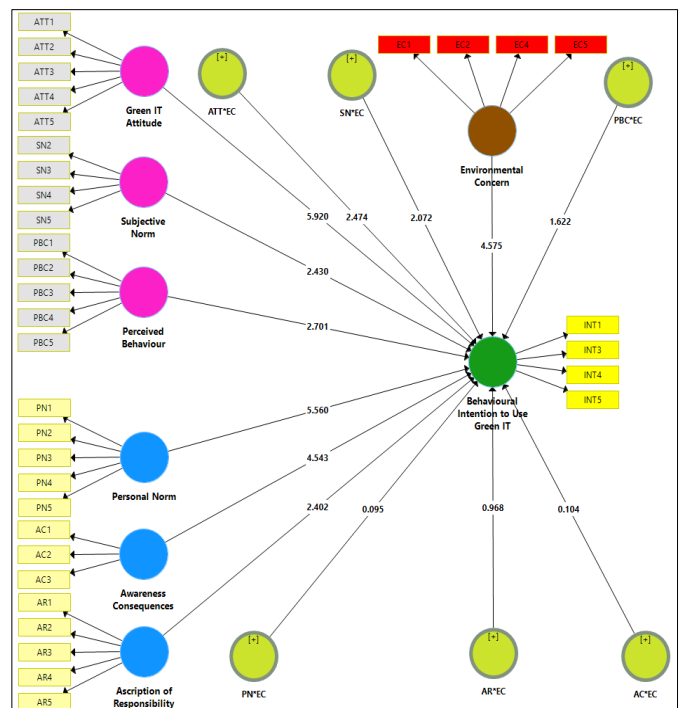 ATT1
ATT2
ATT3
ATT4
ATT5
Green IT
Attitude
[+]
ATT*EC
[+]
SN*EC
EC1
EC2
EC4
EC5
Environmental
Concern
[+]
PBC*EC
SN2
SN3
SN4
SN5
Subjective
Norm
PBC1
PBC2
PBC3
PBC4
PBC5
Perceived
Behaviour
5.920
2.474
2.072
4.575
1.622
2.430
2.701
INT1
INT3
INT4
INT5
Behavioural
Intention to Use
Green IT
PN1
PN2
PN3
PN4
PN5
Personal Norm
5.560
4.543
2.402
0.095
0.968
0.104
AC1
AC2
AC3
Awareness
Consequences
AR1
AR2
AR3
AR4
AR5
Ascription of
Responsibility
[+]
PN*EC
[+]
AR*EC
[+]
AC*EC